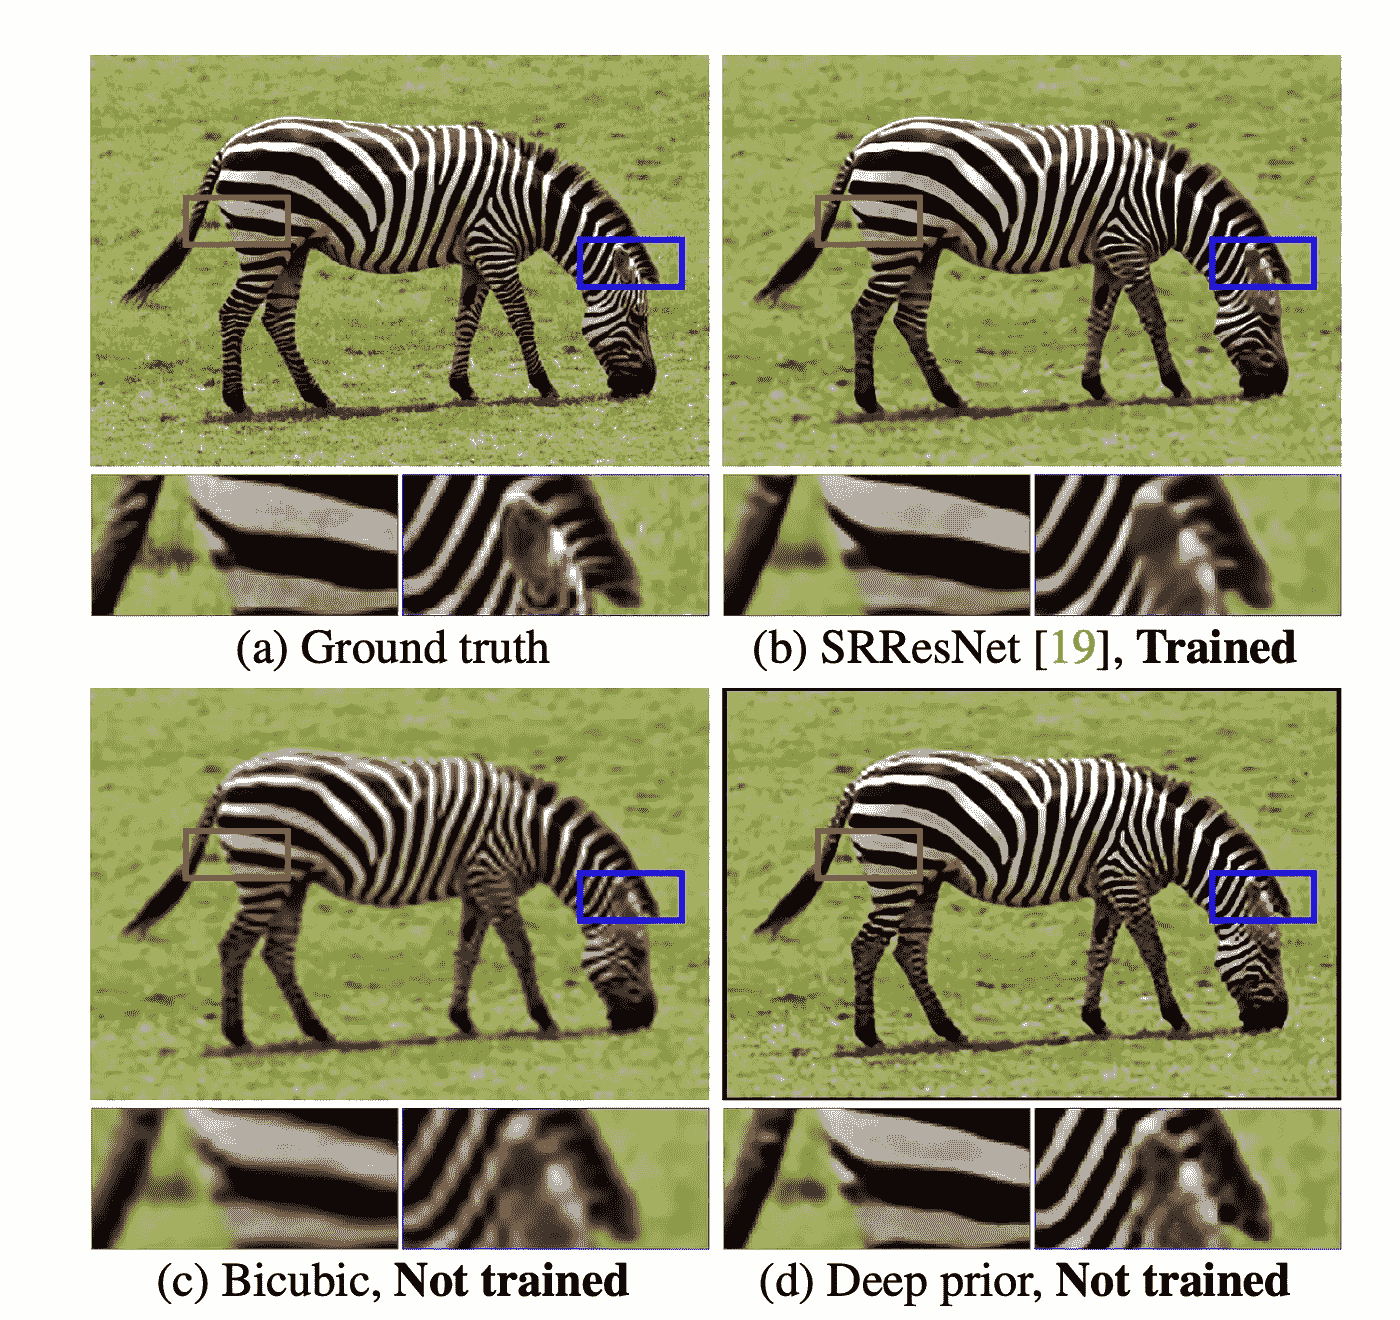 (a) Ground truth
(b) SRResNet [19], Trained
(c) Bicubic, Not trained
(d) Deep prior, Not trained